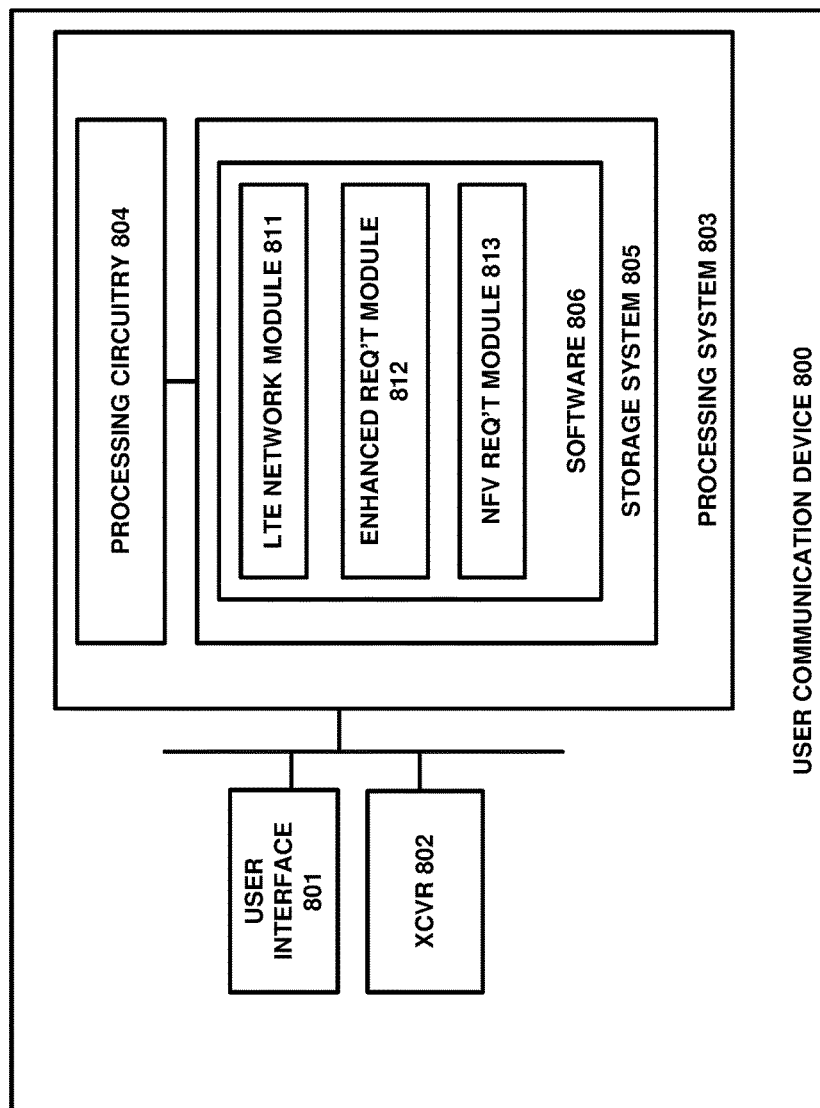 PROCESSING CIRCUITRY 804
LTE NETWORK MODULE 811
ENHANCED REQ'T MODULE
812
NFV REQ'T MODULE 813
SOFTWARE 806
STORAGE SYSTEM 805
PROCESSING SYSTEM 803
USER
INTERFACE
801
XCVR 802
USER COMMUNICATION DEVICE 800